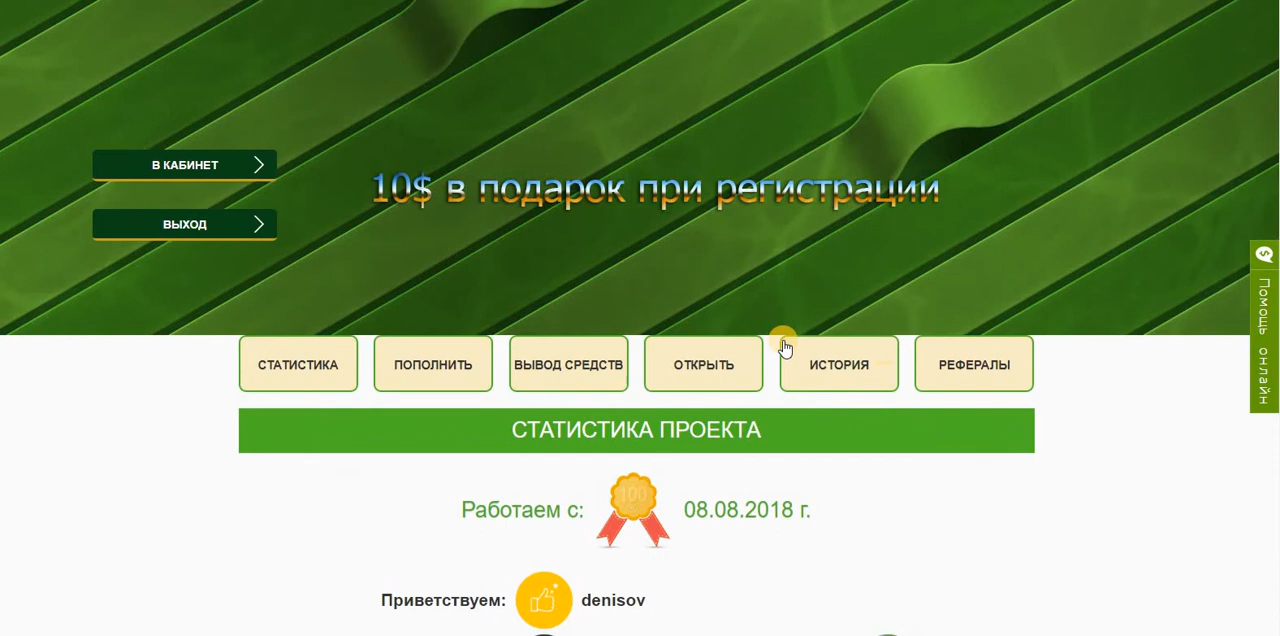 В КАБИНЕТ
ВЫХОД
10$ в подарок при регистрации
Помощь онлайн
СТАТИСТИКА
ПОПОЛНИТЬ
ВЫВОД СРЕДСТВ
ОТКРЫТЬ
ИСТОРИЯ
РЕФЕРАЛЫ
СТАТИСТИКА ПРОЕКТА
Работаем с:
100
08.08.2018 г.
Приветствуем:
denisov